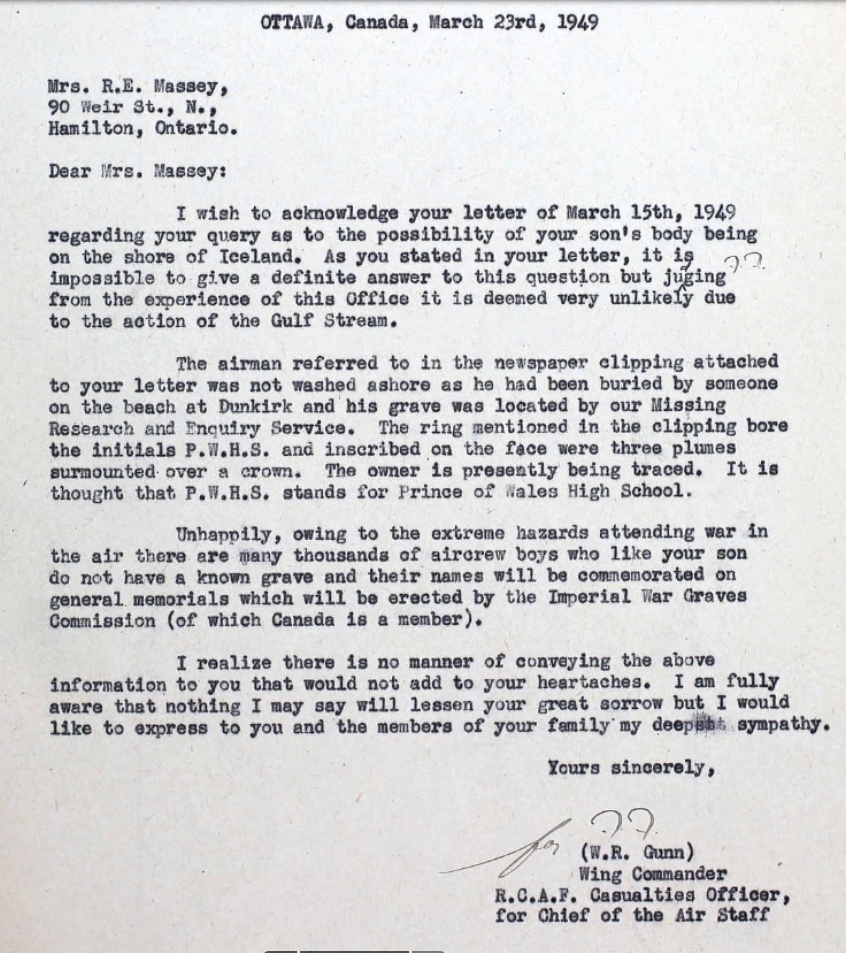 OTTAWA, Canada, March 23rd, 1949
Mrs. R.E. Massey,
90 Weir St., N.,
Hamilton, Ontario.
Dear Mrs. Massey:
I wish to acknowledge your letter of March 15th, 1949
regarding your query as to the possibility of your son's body being
on the shore of Iceland. As you stated in your letter, it is
impossible to give a definite answer to this question but juging
from the experience of this Office it is deemed very unlikely due
to the action of the Gulf Stream.
The airman referred to in the newspaper clipping attached
to your letter was not washed ashore as he had been buried by someone
on the beach at Dunkirk and his grave was located by our Missing
Research and Enquiry Service. The ring mentioned in the clipping bore
the initials P.W.H.S. and inscribed on the face were three plumes
surmounted over a crown. The owner is presently being traced. It is
thought that P.W.H.S. stands for Prince of Wales High School.
Unhappily, owing to the extreme hazards attending war in
the air there are many thousands of aircrew boys who like your son
do not have a known grave and their names will be commemorated on
general memorials which will be erected by the Imperial War Graves
Commission (of which Canada is a member).
I realize there is no manner of conveying the above
information to you that would not add to your heartaches. I am fully
aware that nothing I may say will lessen your great sorrow but I would
like to express to you and the members of your family my deepest sympathy.
Yours sincerely,
for
(W.R. Gunn)
Wing Commander
R.C.A.F. Casualties Officer,
for Chief of the Air Staff